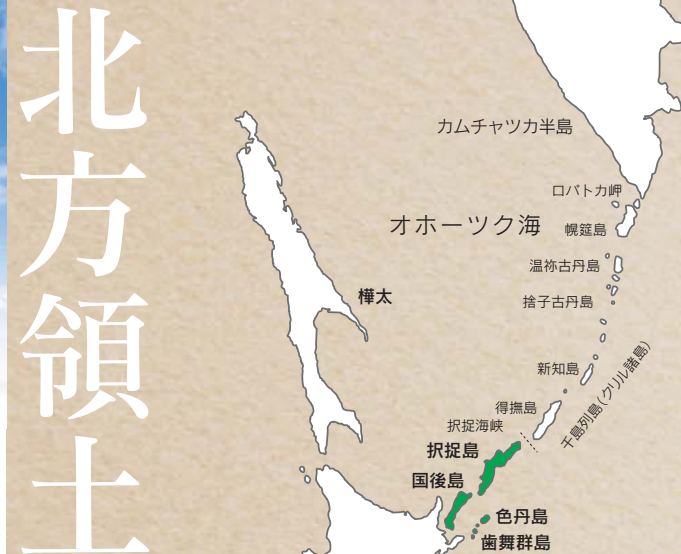 北方領土
カムチャツカ半島
ロパトカ岬
オホーツク海
幌筵島
温祢古丹島
捨子古丹島
樺太
新知島
千島列島(クリル諸島)
得撫島
択捉海峡
択捉島
国後島
色丹島
歯舞群島